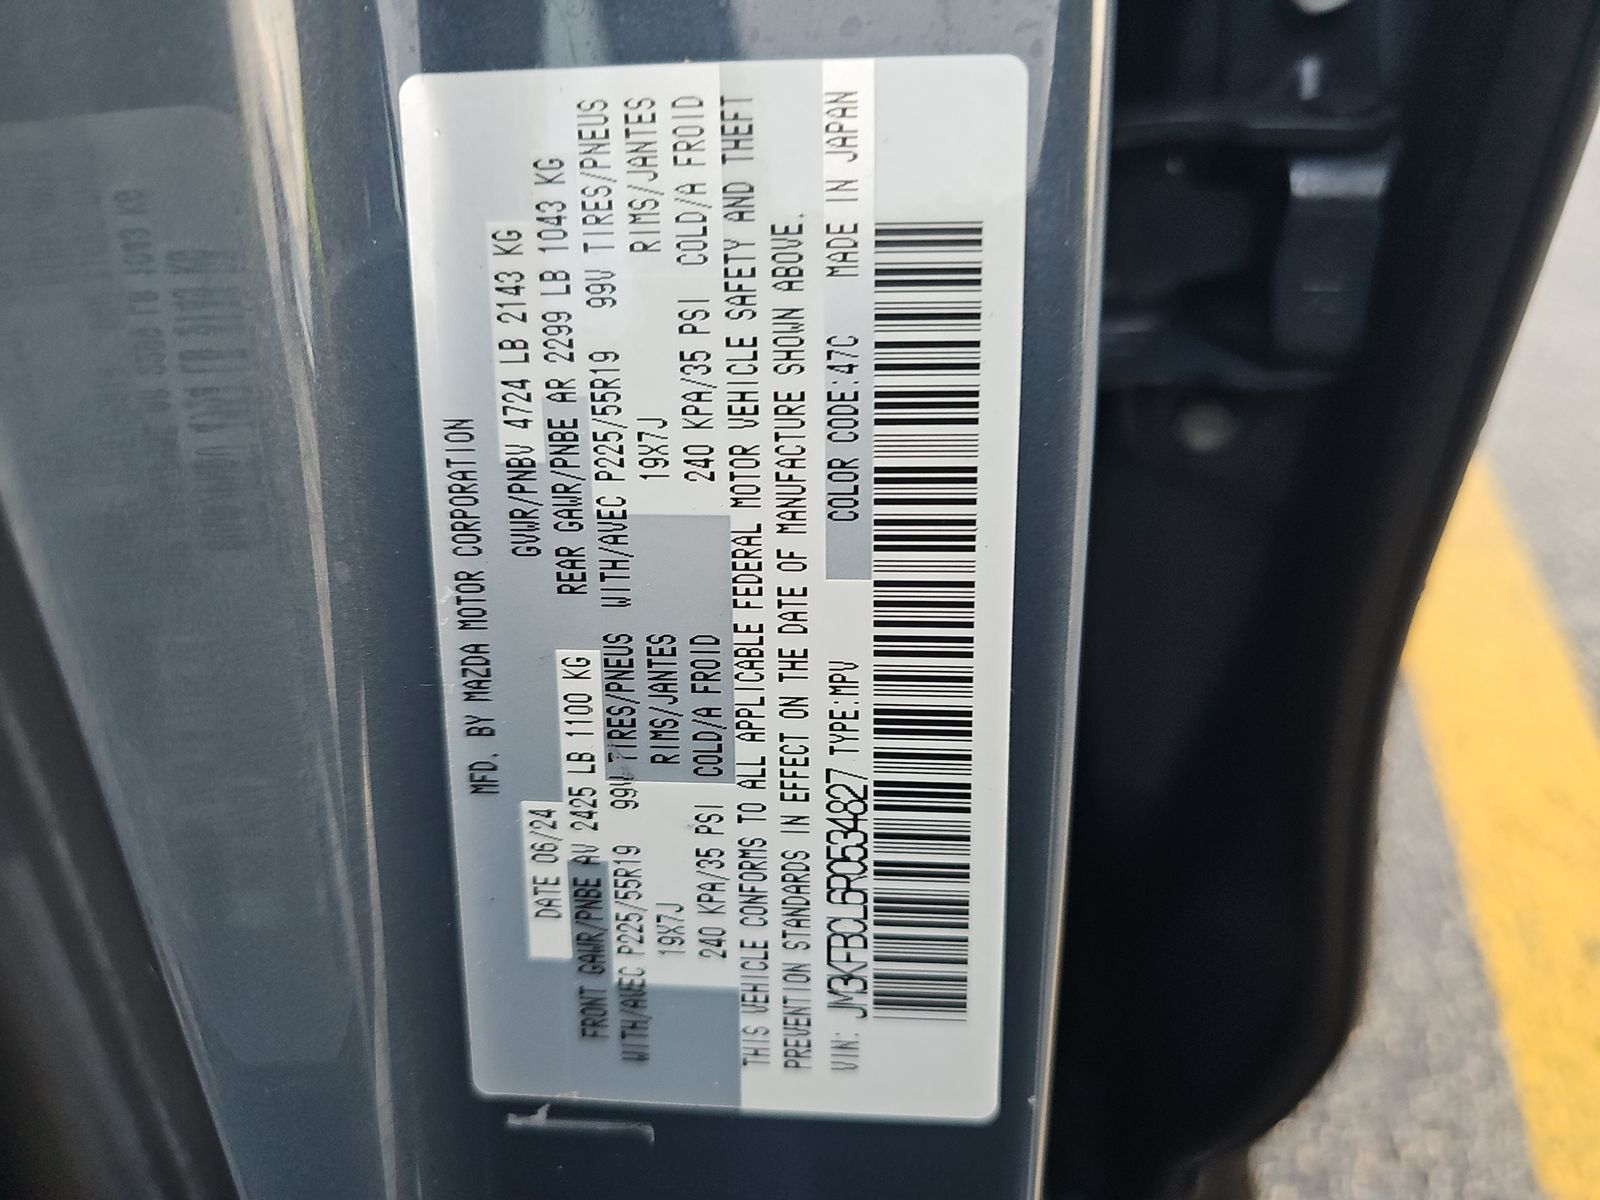 MFD. BY MAZDA MOTOR CORPORATION
DATE 06/24 GVWR/PNBV 4724 LB 2143 KG
FRONT GAWR/PNBE AV 2425 LB 1100 KG REAR GAWR/PNBE AR 2299 LB 1043 KG
WITH/AVEC P225/55R19 99V TIRES/PNEUS WITH/AVEC P225/55R19 99V TIRES/PNEUS
19X7J RIMS/JANTES 19X7J RIMS/JANTES
240 KPA/35 PSI COLD/A FROID 240 KPA/35 PSI COLD/A FROID
THIS VEHICLE CONFORMS TO ALL APPLICABLE FEDERAL MOTOR VEHICLE SAFETY AND THEFT
PREVENTION STANDARDS IN EFFECT ON THE DATE OF MANUFACTURE SHOWN ABOVE.
VIN: JM3KFBCL6R0534827 TYPE:MPV COLOR CODE:47C MADE IN JAPAN